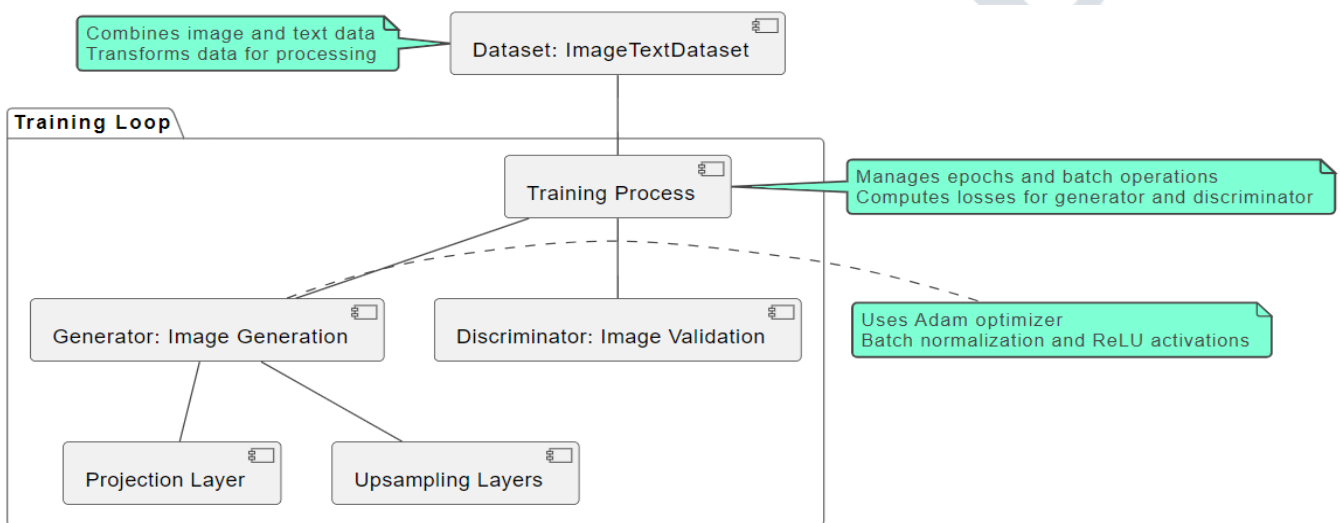 Combines image and text data
Transforms data for processing
Dataset: ImageTextDataset
Training Loop
Training Process
Manages epochs and batch operations
Computes losses for generator and discriminator
Generator: Image Generation
Discriminator: Image Validation
Uses Adam optimizer
Batch normalization and ReLU activations
Projection Layer
Upsampling Layers